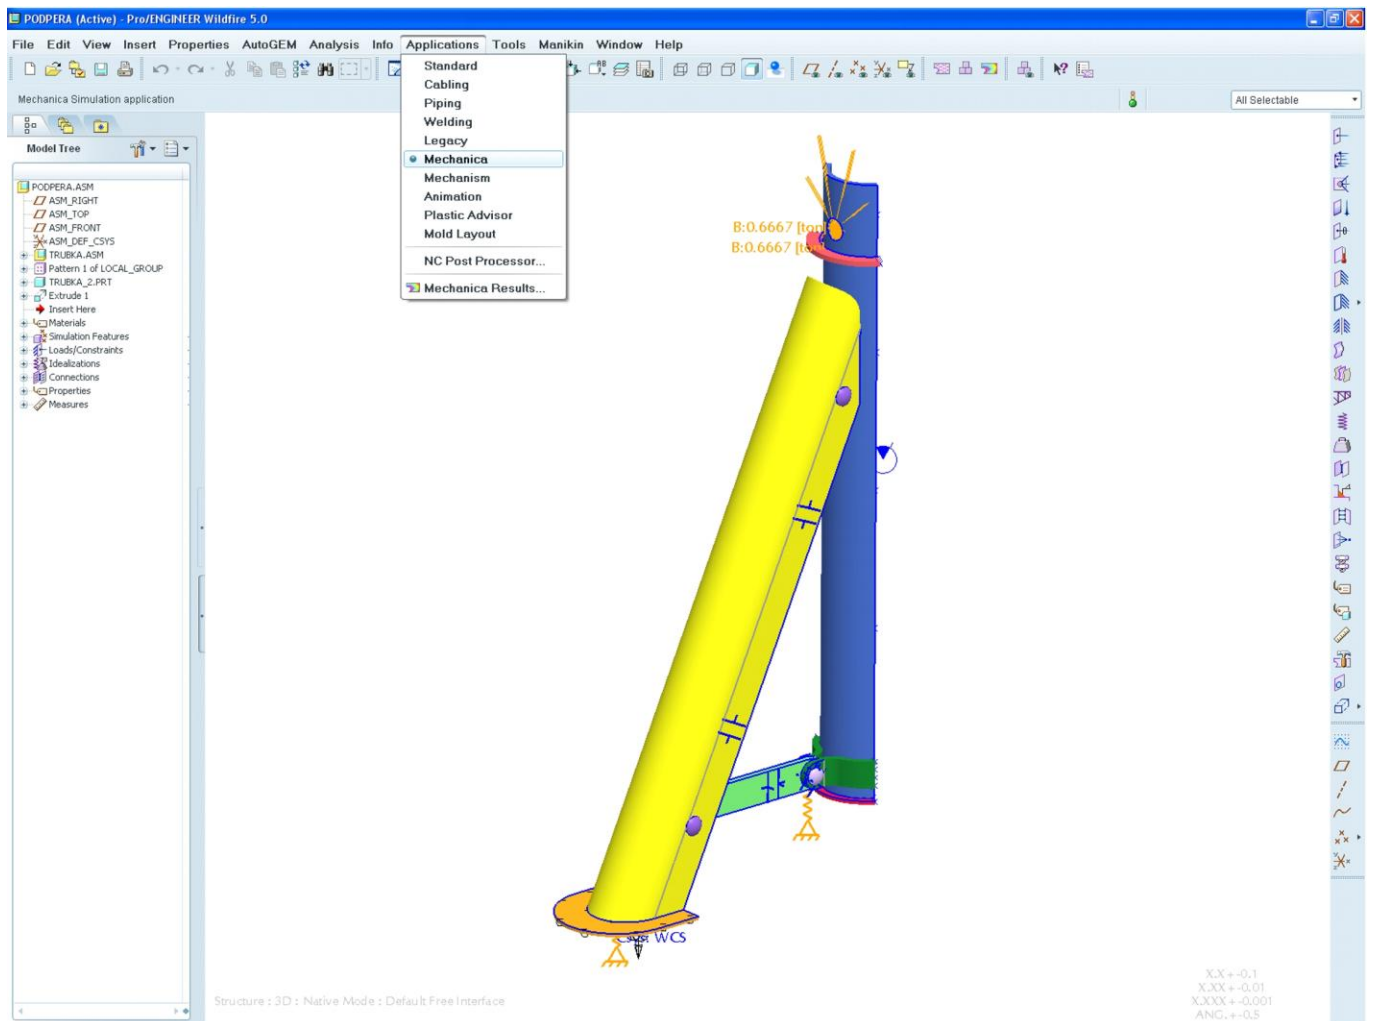 PODPERA (Active) - Pro/ENGINEER Wildfire 5.0
File Edit View Insert Properties AutoGEM Analysis Info Applications Tools Manikin Window Help
Standard
Cabling
Piping
Welding
Legacy
Mechanica
Mechanism
Animation
Plastic Advisor
Mold Layout
NC Post Processor...
Mechanica Results...
Mechanica Simulation application
All Selectable
Model Tree
PODPERA.ASM
ASM_RIGHT
ASM_TOP
ASM_FRONT
ASM_DEF_CSYS
TRUBKA.ASM
Pattern 1 of LOCAL_GROUP
TRUBKA_2.PRT
Extrude 1
Insert Here
Materials
Simulation Features
Loads/Constraints
Idealizations
Connections
Properties
Measures
B:0.6667
B:0.6667
WCS
Structure : 3D : Native Mode : Default Free Interface
X.X +-0.1
X.XX +-0.01
X.XXX +-0.001
ANG. +-0.5